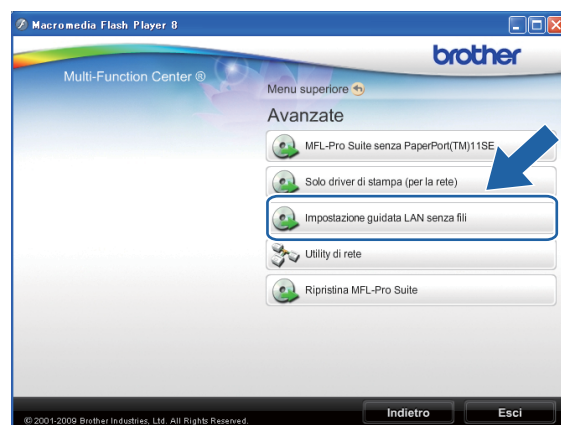 Macromedia Flash Player 8
brother
Multi-Function Center ®
Menu superiore
Avanzate
MFL-Pro Suite senza PaperPort(TM)11SE
Solo driver di stampa (per la rete)
Impostazione guidata LAN senza fili
Utility di rete
Ripristina MFL-Pro Suite
Indietro
Esci
© 2001-2009 Brother Industries, Ltd. All Rights Reserved.